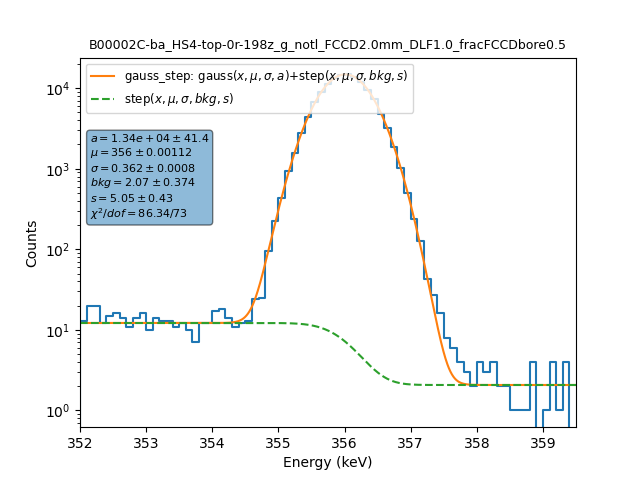 B00002C-ba_HS4-top-0r-198z_g_notl_FCCD2.0mm_DLF1.0_fracFCCDbore0.5
gauss_step: gauss(x, μ, σ, a)+step(x, μ, σ, bkg, s)
step(x, μ, σ, bkg, s)
a = 1.34e + 04 ± 41.4
μ = 356 ± 0.00112
σ = 0.362 ± 0.0008
bkg = 2.07 ± 0.374
s = 5.05 ± 0.43
χ²/dof = 86.34/73
Counts
10⁴
10³
10²
10¹
10⁰
352 353 354 355 356 357 358 359
Energy (keV)